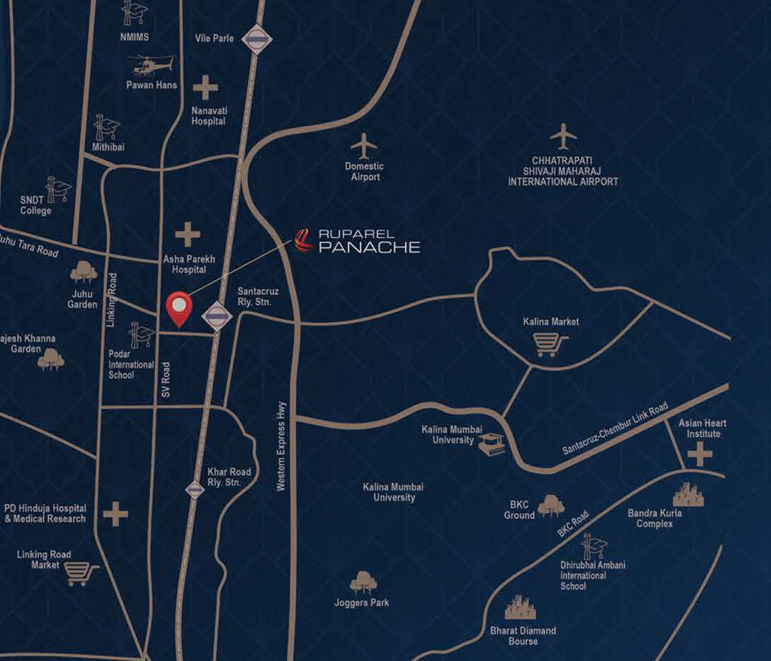 NMIMS
Vile Parle
Pawan Hans
Nanavati
Hospital
Mithibai
Domestic
Airport
CHHATRAPATI
SHIVAJI MAHARAJ
INTERNATIONAL AIRPORT
SNDT
College
Juhu Tara Road
RUPAREL
PANACHE
Asha Parekh
Hospital
Juhu
Garden
Linking Road
Santacruz
Rly. Stn.
Kalina Market
ajesh Khanna
Garden
Podar
International
School
SV Road
Western Express Hwy
Kalina Mumbai
University
Santacruz-Chembur Link Road
Asian Heart
Institute
Khar Road
Rly. Stn.
Kalina Mumbai
University
PD Hinduja Hospital
& Medical Research
BKC
Ground
BKC Road
Bandra Kurla
Complex
Linking Road
Market
Dhirubhai Ambani
International
School
Joggers Park
Bharat Diamand
Bourse